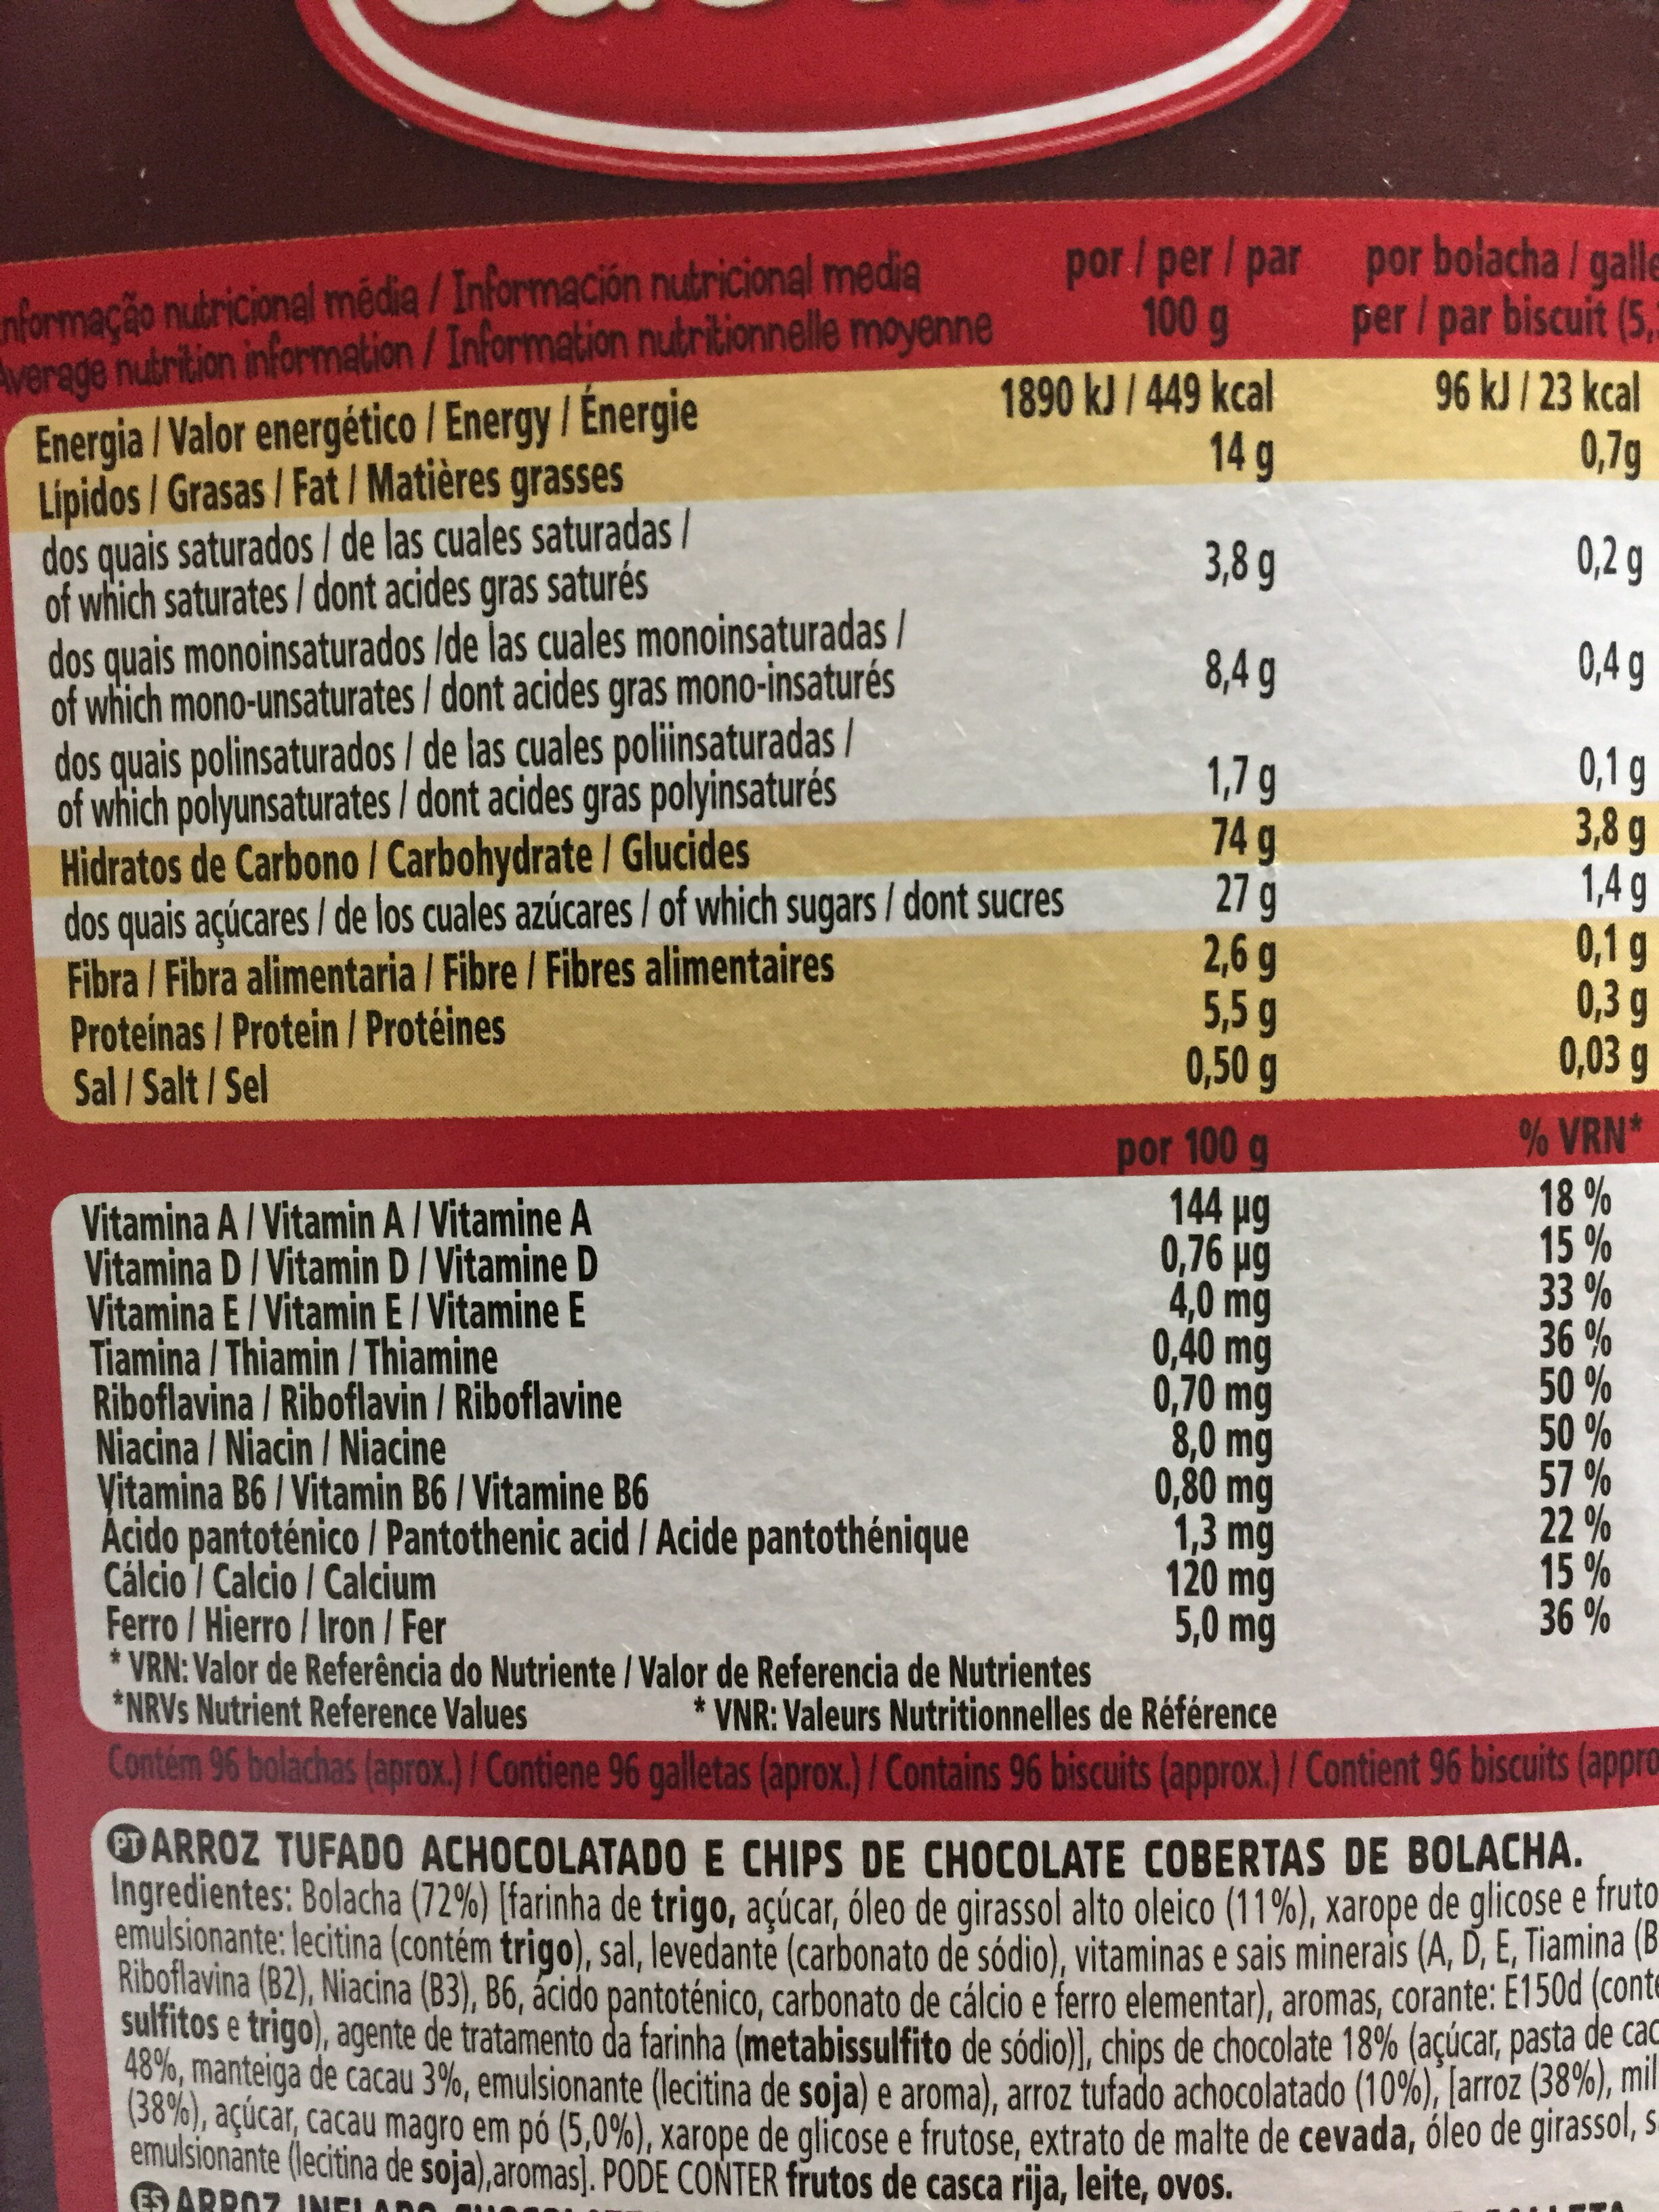 nformação nutricional média / Información nutricional media
Average nutrition information / Information nutritionnelle moyenne
por / per / par 100 g
por bolacha / galle
per / par biscuit (5,
Energia / Valor energético / Energy / Énergie 1890 kJ / 449 kcal 96 kJ / 23 kcal
Lípidos / Grasas / Fat / Matières grasses 14 g 0,7g
dos quais saturados / de las cuales saturadas /
of which saturates / dont acides gras saturés 3,8 g 0,2 g
dos quais monoinsaturados /de las cuales monoinsaturadas /
of which mono-unsaturates / dont acides gras mono-insaturés 8,4 g 0,4 g
dos quais polinsaturados / de las cuales poliinsaturadas /
of which polyunsaturates / dont acides gras polyinsaturés 1,7 g 0,1 g
Hidratos de Carbono / Carbohydrate / Glucides 74 g 3,8 g
dos quais açúcares / de los cuales azúcares / of which sugars / dont sucres 27 g 1,4 g
Fibra / Fibra alimentaria / Fibre / Fibres alimentaires 2,6 g 0,1 g
Proteínas / Protein / Protéines 5,5 g 0,3 g
Sal / Salt / Sel 0,50 g 0,03 g
por 100 g % VRN*
Vitamina A / Vitamin A / Vitamine A 144 µg 18 %
Vitamina D / Vitamin D / Vitamine D 0,76 µg 15 %
Vitamina E / Vitamin E / Vitamine E 4,0 mg 33 %
Tiamina / Thiamin / Thiamine 0,40 mg 36 %
Riboflavina / Riboflavin / Riboflavine 0,70 mg 50 %
Niacina / Niacin / Niacine 8,0 mg 50 %
Vitamina B6 / Vitamin B6 / Vitamine B6 0,80 mg 57 %
Ácido pantoténico / Pantothenic acid / Acide pantothénique 1,3 mg 22 %
Cálcio / Calcio / Calcium 120 mg 15 %
Ferro / Hierro / Iron / Fer 5,0 mg 36 %
* VRN: Valor de Referência do Nutriente / Valor de Referencia de Nutrientes
*NRVs Nutrient Reference Values * VNR: Valeurs Nutritionnelles de Référence
Contém 96 bolachas (aprox.) / Contiene 96 galletas (aprox.) / Contains 96 biscuits (approx.) / Contient 96 biscuits (appro
PT ARROZ TUFADO ACHOCOLATADO E CHIPS DE CHOCOLATE COBERTAS DE BOLACHA.
Ingredientes: Bolacha (72%) [farinha de trigo, açúcar, óleo de girassol alto oleico (11%), xarope de glicose e fruto
emulsionante: lecitina (contém trigo), sal, levedante (carbonato de sódio), vitaminas e sais minerais (A, D, E, Tiamina (B
Riboflavina (B2), Niacina (B3), B6, ácido pantoténico, carbonato de cálcio e ferro elementar), aromas, corante: E150d (conté
sulfitos e trigo), agente de tratamento da farinha (metabissulfito de sódio)], chips de chocolate 18% (açúcar, pasta de cac
48%, manteiga de cacau 3%, emulsionante (lecitina de soja) e aroma), arroz tufado achocolatado (10%), [arroz (38%), mil
(38%), açúcar, cacau magro em pó (5,0%), xarope de glicose e frutose, extrato de malte de cevada, óleo de girassol, s
emulsionante (lecitina de soja),aromas]. PODE CONTER frutos de casca rija, leite, ovos.
ES ARROZ INFLADO